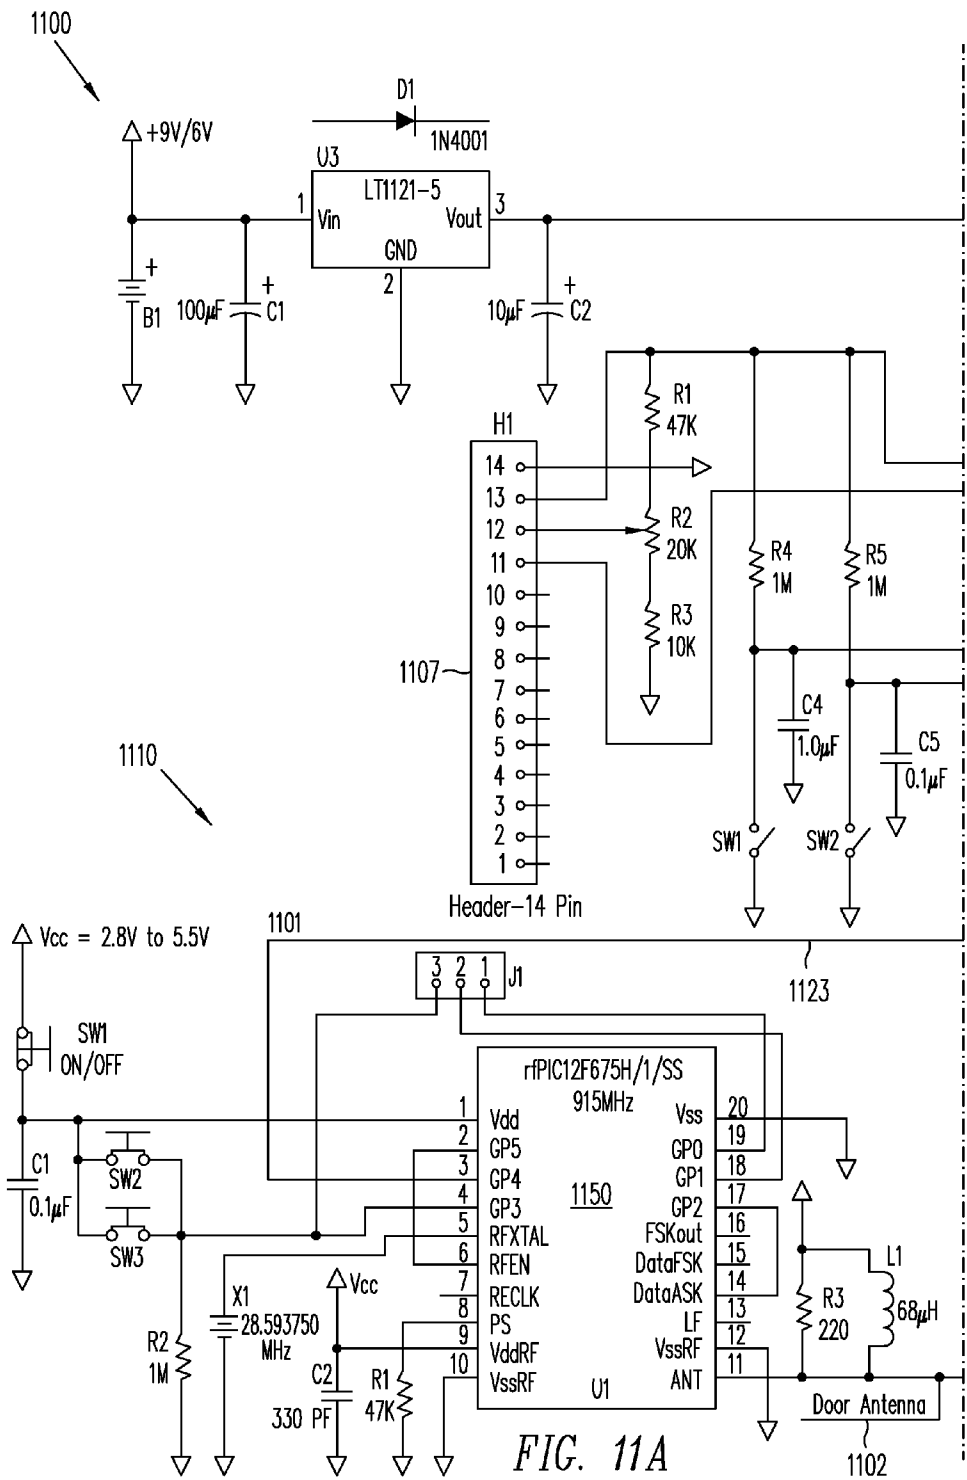 1100
+9V/6V
D1
1N4001
U3
LT1121-5
1
Vin
Vout
3
GND
2
+
B1
100μF
+
C1
10μF
+
C2
R1
47K
H1
14
13
12
11
10
9
8
7
6
5
4
3
2
1
Header-14 Pin
1107
R2
20K
R3
10K
R4
1M
R5
1M
C4
1.0μF
C5
0.1μF
SW1
SW2
1110
1101
1123
Vcc = 2.8V to 5.5V
SW1
ON/OFF
3 2 1
J1
rfPIC12F675H/1/SS
915MHz
1150
U1
1 Vdd
2 GP5
3 GP4
4 GP3
5 RFXTAL
6 RFEN
7 RECLK
8 PS
9 VddRF
10 VssRF
Vss 20
GP0 19
GP1 18
GP2 17
FSKout 16
DataFSK 15
DataASK 14
LF 13
VssRF 12
ANT 11
C1
0.1μF
SW2
SW3
R2
1M
X1
28.593750
MHz
Vcc
C2
330 PF
R1
47K
R3
220
L1
68μH
Door Antenna
1102
FIG. 11A